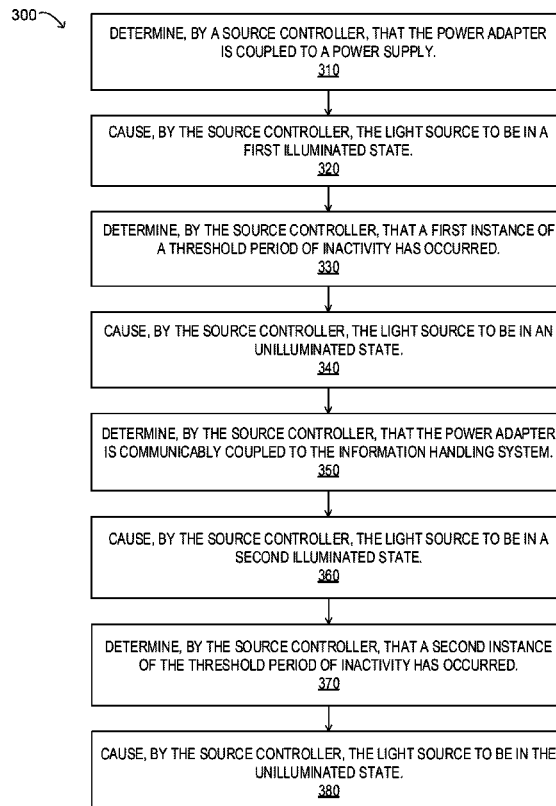 300
DETERMINE, BY A SOURCE CONTROLLER, THAT THE POWER ADAPTER
IS COUPLED TO A POWER SUPPLY.
310
CAUSE, BY THE SOURCE CONTROLLER, THE LIGHT SOURCE TO BE IN A
FIRST ILLUMINATED STATE.
320
DETERMINE, BY THE SOURCE CONTROLLER, THAT A FIRST INSTANCE OF
A THRESHOLD PERIOD OF INACTIVITY HAS OCCURRED.
330
CAUSE, BY THE SOURCE CONTROLLER, THE LIGHT SOURCE TO BE IN AN
UNILLUMINATED STATE.
340
DETERMINE, BY THE SOURCE CONTROLLER, THAT THE POWER ADAPTER
IS COMMUNICABLY COUPLED TO THE INFORMATION HANDLING SYSTEM.
350
CAUSE, BY THE SOURCE CONTROLLER, THE LIGHT SOURCE TO BE IN A
SECOND ILLUMINATED STATE.
360
DETERMINE, BY THE SOURCE CONTROLLER, THAT A SECOND INSTANCE
OF THE THRESHOLD PERIOD OF INACTIVITY HAS OCCURRED.
370
CAUSE, BY THE SOURCE CONTROLLER, THE LIGHT SOURCE TO BE IN THE
UNILLUMINATED STATE.
380